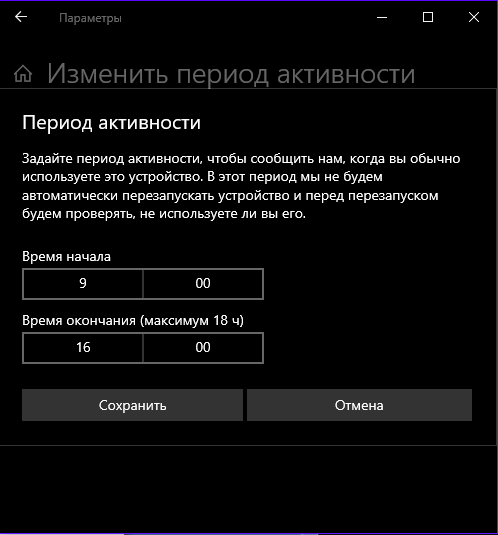 Параметры
Изменить период активности
Период активности
Задайте период активности, чтобы сообщить нам, когда вы обычно
используете это устройство. В этот период мы не будем
автоматически перезапускать устройство и перед перезапуском
будем проверять, не используете ли вы его.
Время начала
9 00
Время окончания (максимум 18 ч)
16 00
Сохранить Отмена